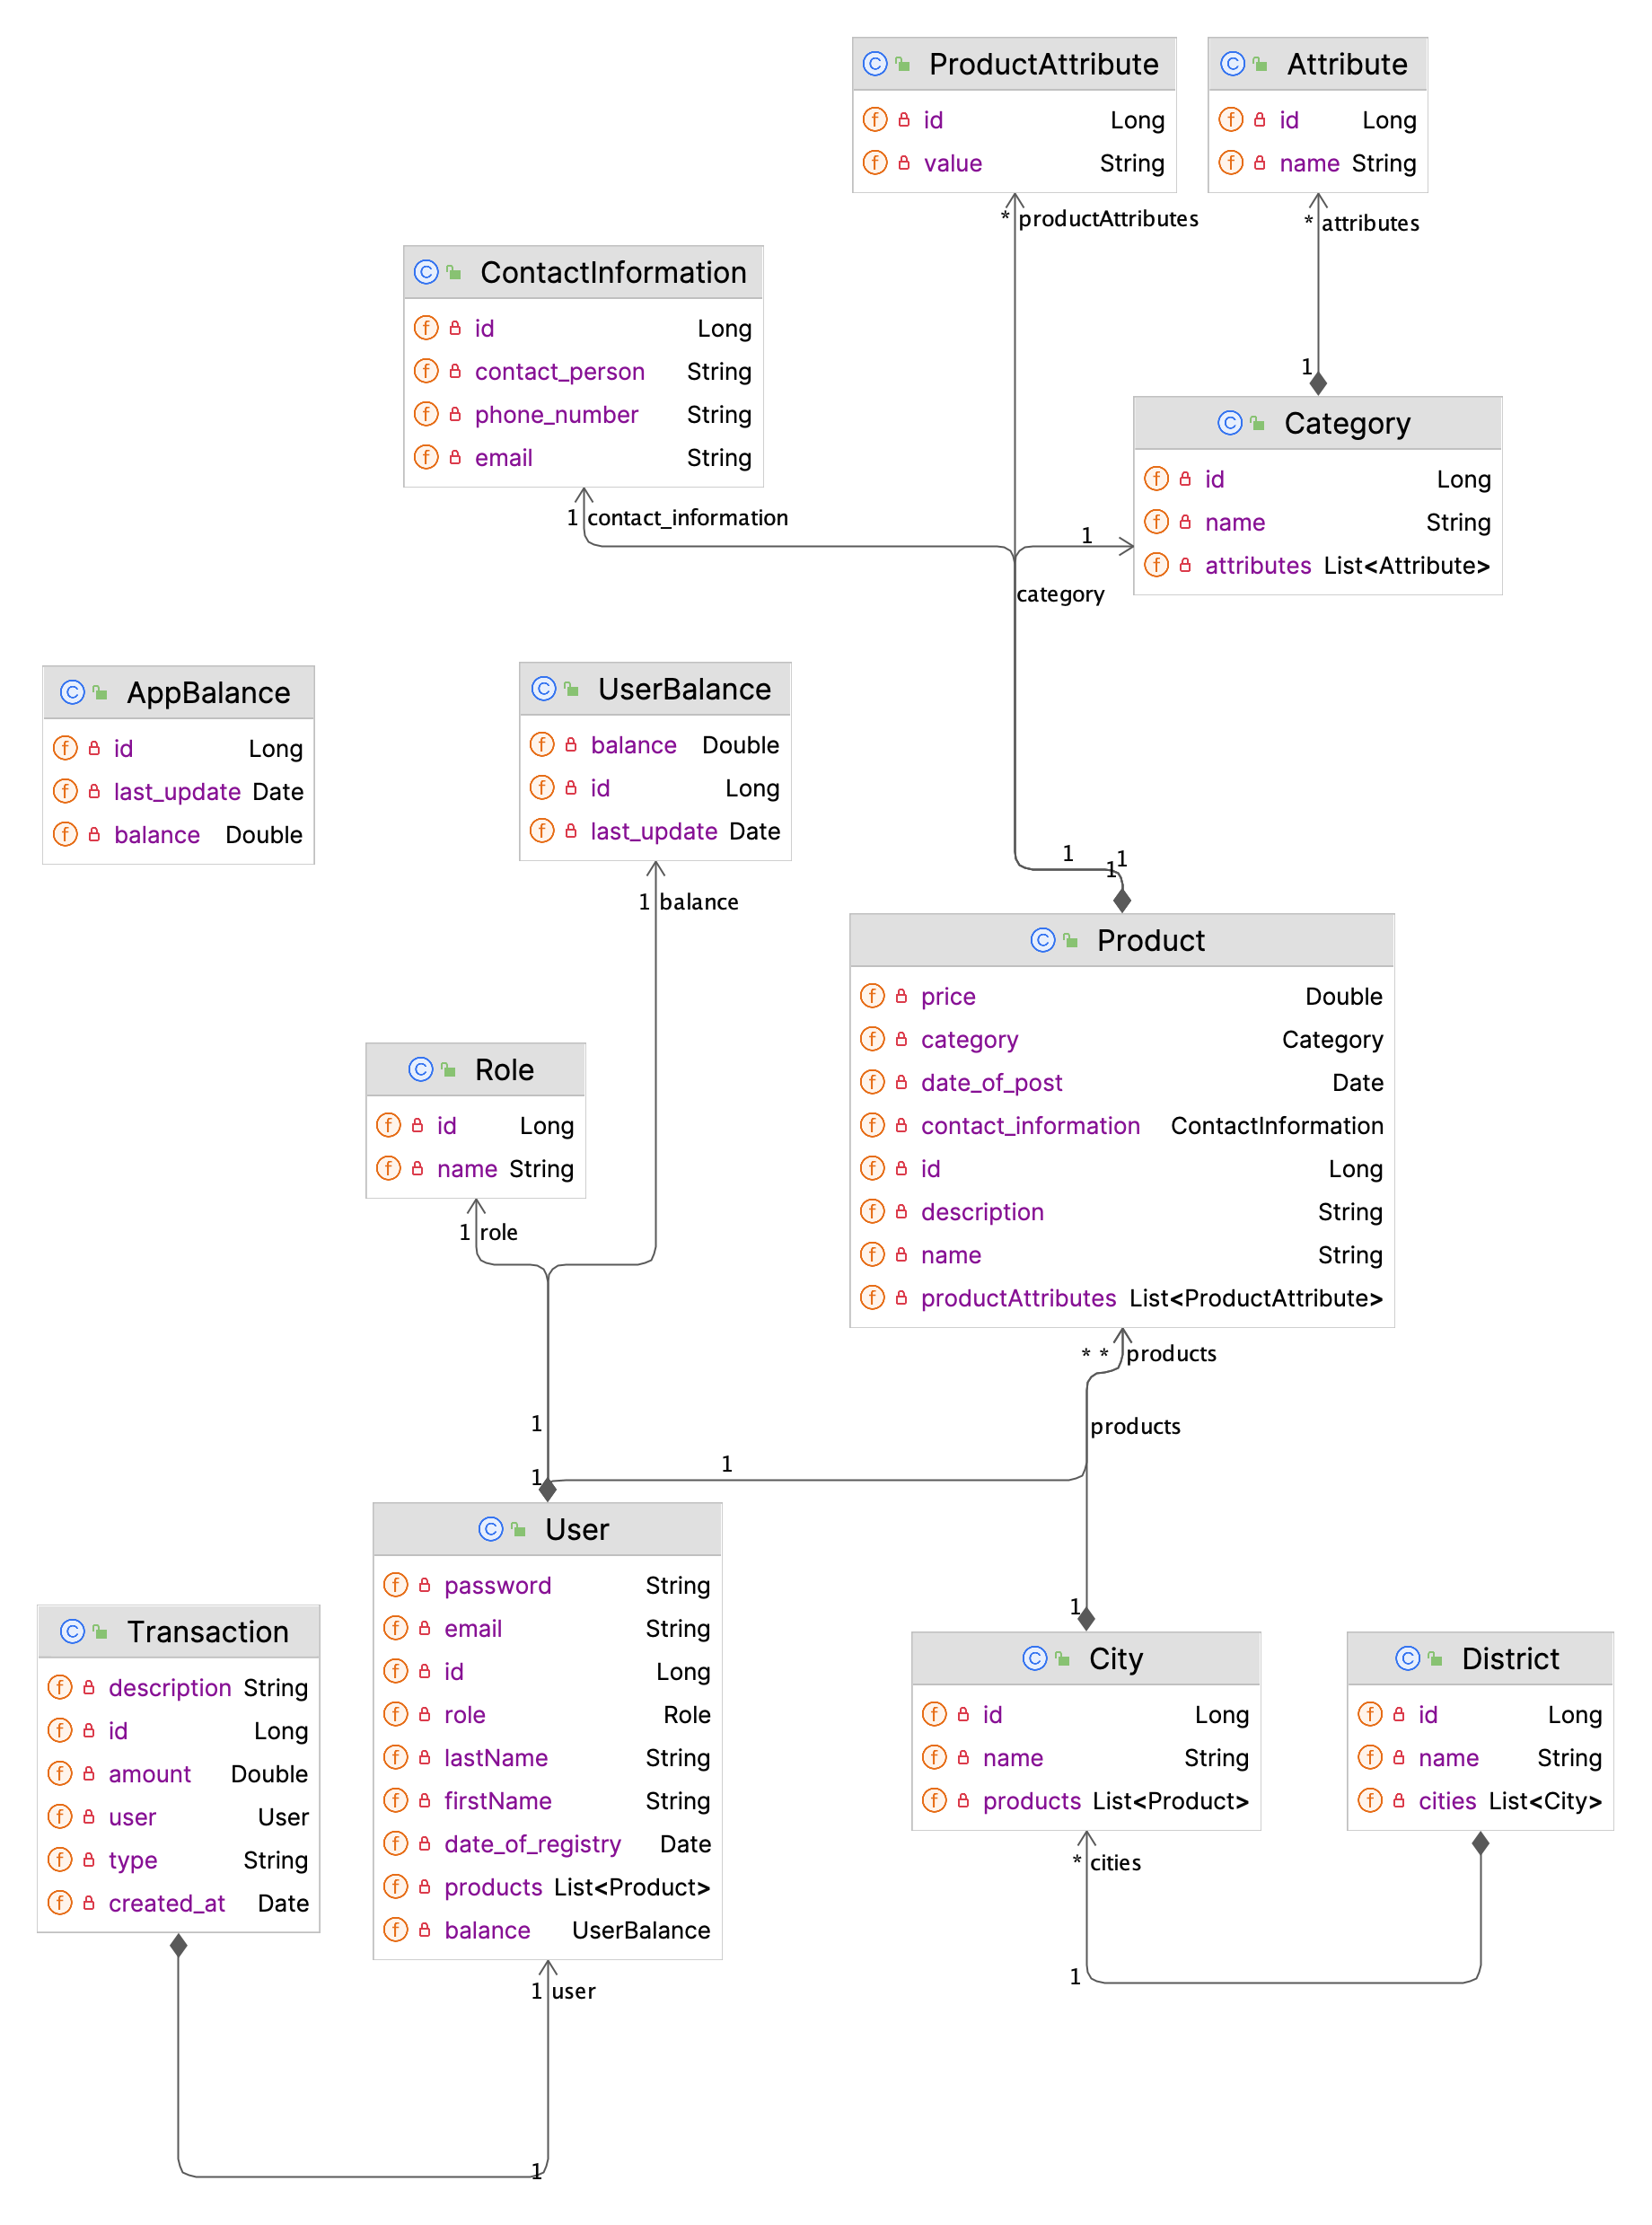 ProductAttribute
id Long
value String
Attribute
id Long
name String
* productAttributes
* attributes
ContactInformation
id Long
contact_person String
phone_number String
email String
1
Category
id Long
name String
attributes List<Attribute>
1 contact_information
1
category
AppBalance
id Long
last_update Date
balance Double
UserBalance
balance Double
id Long
last_update Date
1 balance
1
1
1
Product
price Double
category Category
date_of_post Date
contact_information ContactInformation
id Long
description String
name String
productAttributes List<ProductAttribute>
Role
id Long
name String
1 role
* * products
products
1
1
1
User
password String
email String
id Long
role Role
lastName String
firstName String
date_of_registry Date
products List<Product>
balance UserBalance
Transaction
description String
id Long
amount Double
user User
type String
created_at Date
1
City
id Long
name String
products List<Product>
District
id Long
name String
cities List<City>
* cities
1
1 user
1